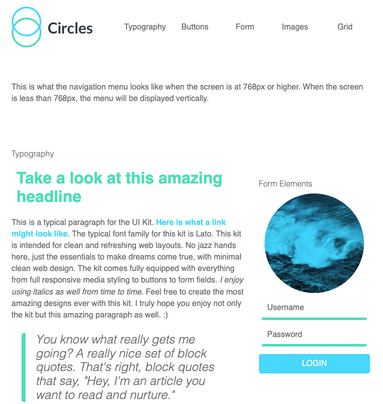 Circles
Typography Buttons Form Images Grid
This is what the navigation menu looks like when the screen is at 768px or higher. When the screen
is less than 768px, the menu will be displayed vertically.
Typography
Take a look at this amazing
headline
This is a typical paragraph for the UI Kit. Here is what a link
might look like. The typical font family for this kit is Lato. This kit
is intended for clean and refreshing web layouts. No jazz hands
here, just the essentials to make dreams come true, with minimal
clean web design. The kit comes fully equipped with everything
from full responsive media styling to buttons to form fields. I enjoy
using italics as well from time to time. Feel free to create the most
amazing designs ever with this kit. I truly hope you enjoy not only
the kit but this amazing paragraph as well. :)
You know what really gets me
going? A really nice set of block
quotes. That's right, block quotes
that say, "Hey, I'm an article you
want to read and nurture."
Form Elements
Username
Password
LOGIN